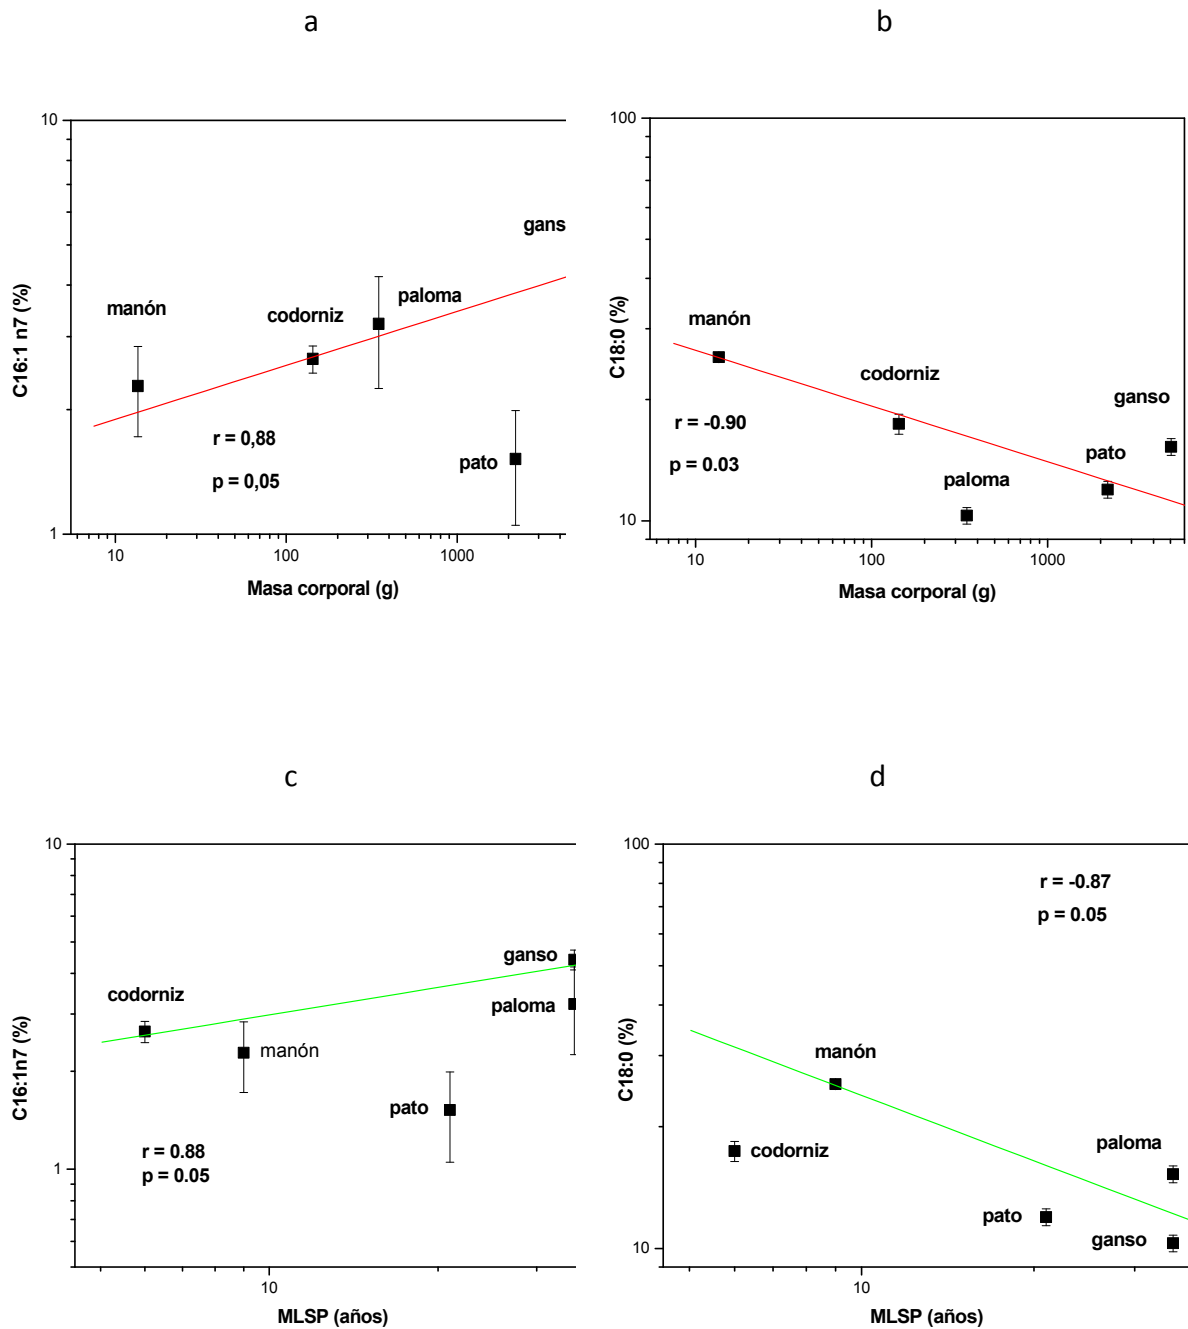 a
10
1
C16:1 n7 (%)
manón
codorniz
paloma
gans
pato
r = 0,88
p = 0,05
10
100
1000
Masa corporal (g)
b
100
10
C18:0 (%)
manón
codorniz
ganso
pato
paloma
r = -0.90
p = 0.03
10
100
1000
Masa corporal (g)
c
10
1
C16:1n7 (%)
codorniz
manón
ganso
paloma
pato
r = 0.88
p = 0.05
10
MLSP (años)
d
100
10
C18:0 (%)
r = -0.87
p = 0.05
manón
codorniz
paloma
pato
ganso
10
MLSP (años)